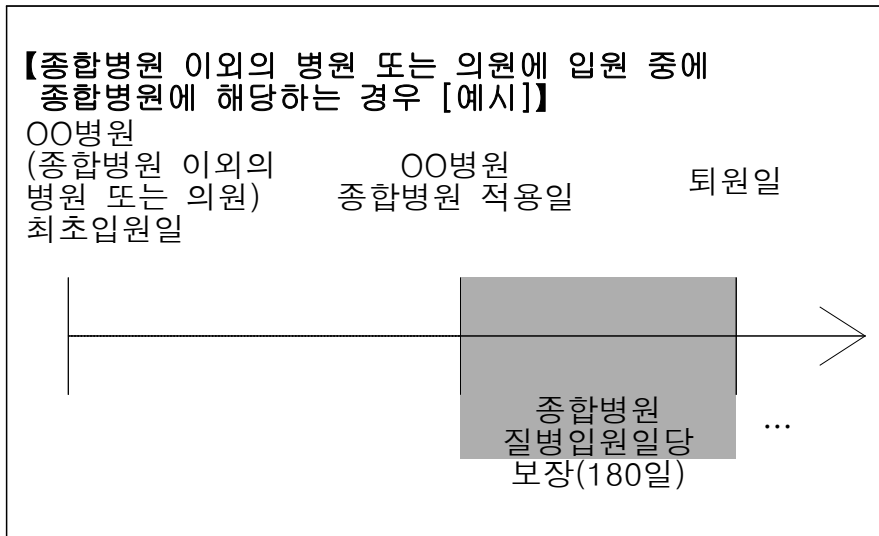 【종합병원 이외의 병원 또는 의원에 입원 중에
종합병원에 해당하는 경우 [예시]】
OO병원
(종합병원 이외의
병원 또는 의원)
최초입원일
OO병원
종합병원 적용일
퇴원일
종합병원
질병입원일당
보장(180일)
...